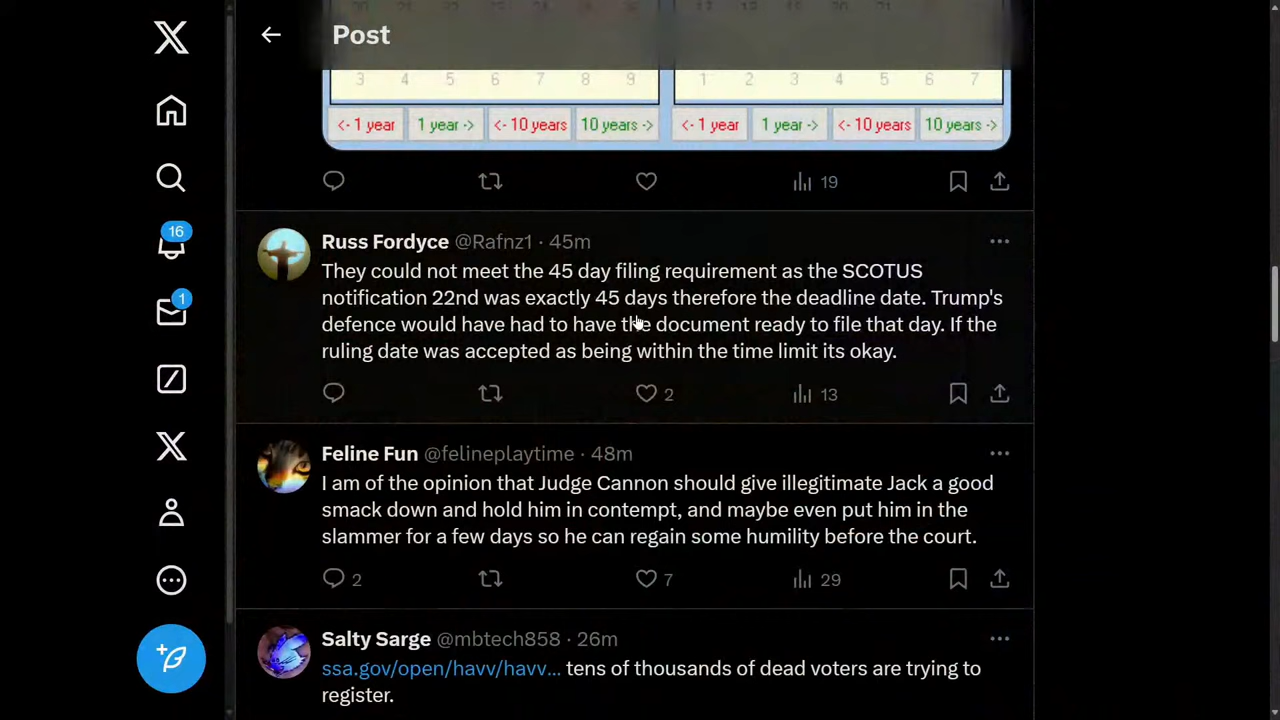 Post
3 4 5 6 7 8 9 1 2 3 4 5 6 7
<- 1 year 1 year -> <- 10 years 10 years -> <- 1 year 1 year -> <- 10 years 10 years ->
19
16
Russ Fordyce @Rafnz1 · 45m
They could not meet the 45 day filing requirement as the SCOTUS
notification 22nd was exactly 45 days therefore the deadline date. Trump's
defence would have had to have the document ready to file that day. If the
ruling date was accepted as being within the time limit its okay.
1
2 13
Feline Fun @felineplaytime · 48m
I am of the opinion that Judge Cannon should give illegitimate Jack a good
smack down and hold him in contempt, and maybe even put him in the
slammer for a few days so he can regain some humility before the court.
2 7 29
Salty Sarge @mbtech858 · 26m
ssa.gov/open/havv/havv... tens of thousands of dead voters are trying to
register.